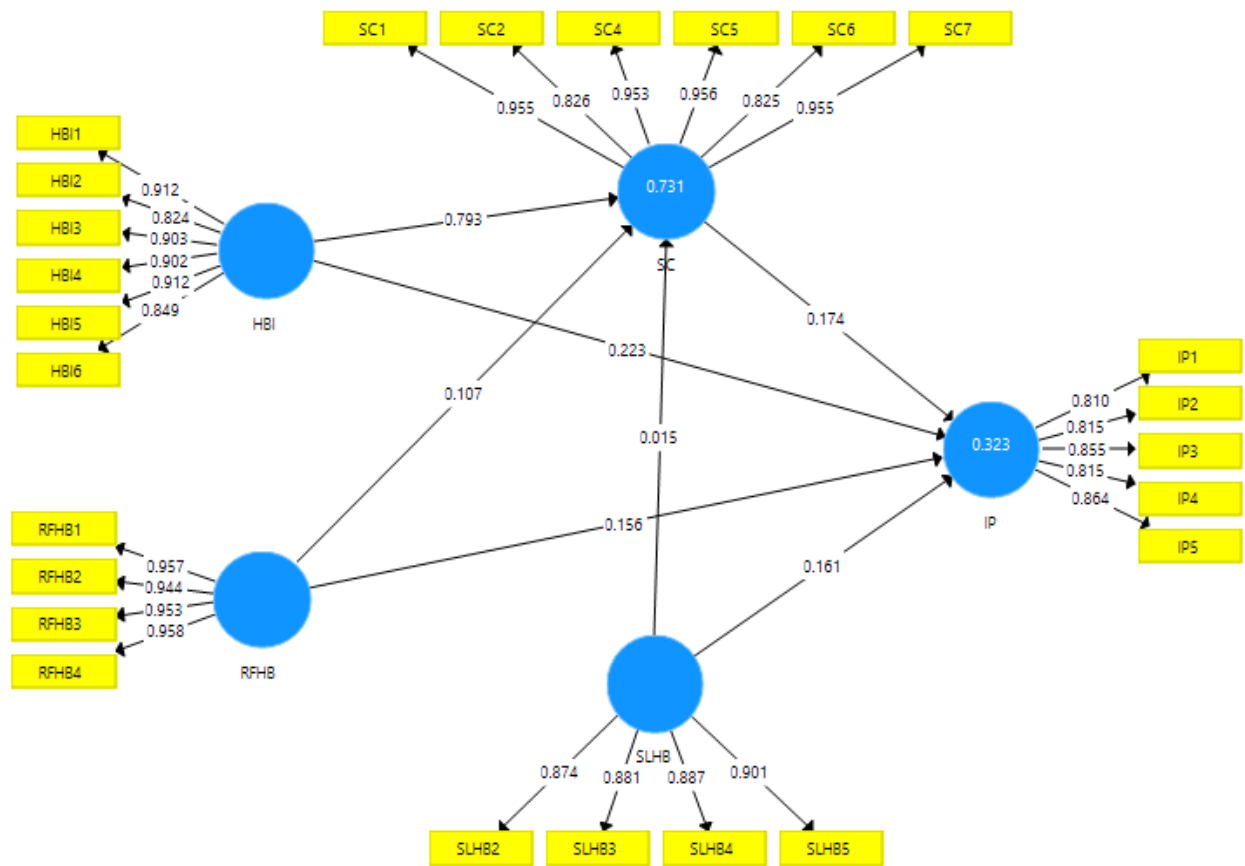 SC1 SC2 SC4 SC5 SC6 SC7
0.955 0.826 0.953 0.956 0.825 0.955
HBI1
HBI2
HBI3
HBI4
HBI5
HBI6
0.912
0.824
0.903
0.902
0.912
0.849
HBI
0.731
SC
0.793
0.174
0.223
0.107
0.015
0.156
0.161
0.323
IP
0.810
0.815
0.855
0.815
0.864
IP1
IP2
IP3
IP4
IP5
RFHB1
RFHB2
RFHB3
RFHB4
0.957
0.944
0.953
0.958
RFHB
SLHB
0.874 0.881 0.887 0.901
SLHB2 SLHB3 SLHB4 SLHB5